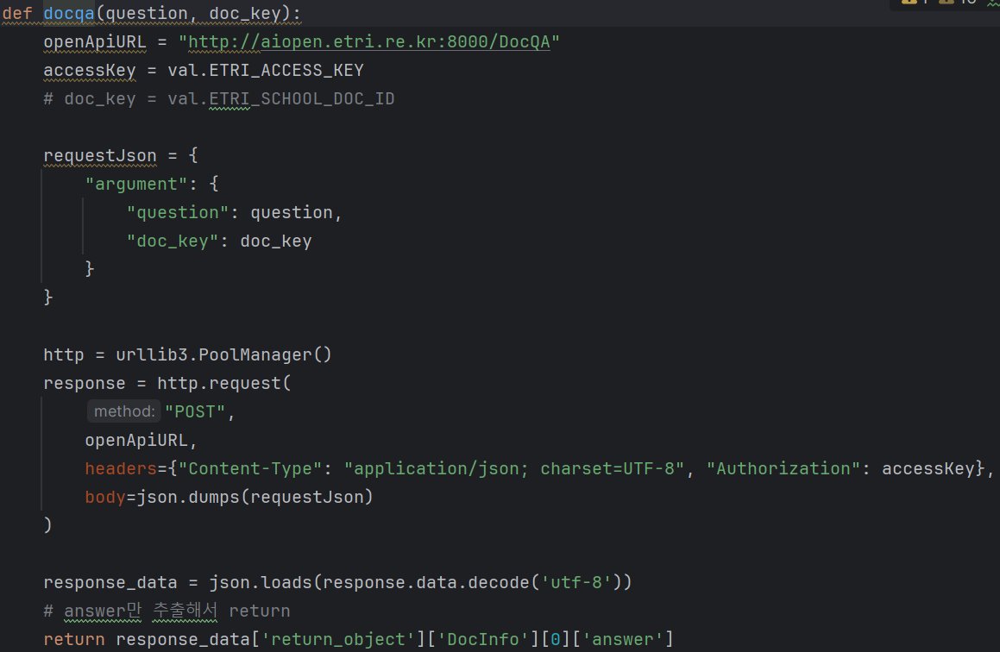 def docqa(question, doc_key):
    openApiURL = "http://aiopen.etri.re.kr:8000/DocQA"
    accessKey = val.ETRI_ACCESS_KEY
    # doc_key = val.ETRI_SCHOOL_DOC_ID

    requestJson = {
        "argument": {
            "question": question,
            "doc_key": doc_key
        }
    }

    http = urllib3.PoolManager()
    response = http.request(
        method: "POST",
        openApiURL,
        headers={"Content-Type": "application/json; charset=UTF-8", "Authorization": accessKey},
        body=json.dumps(requestJson)
    )

    response_data = json.loads(response.data.decode('utf-8'))
    # answer만 추출해서 return
    return response_data['return_object']['DocInfo'][0]['answer']